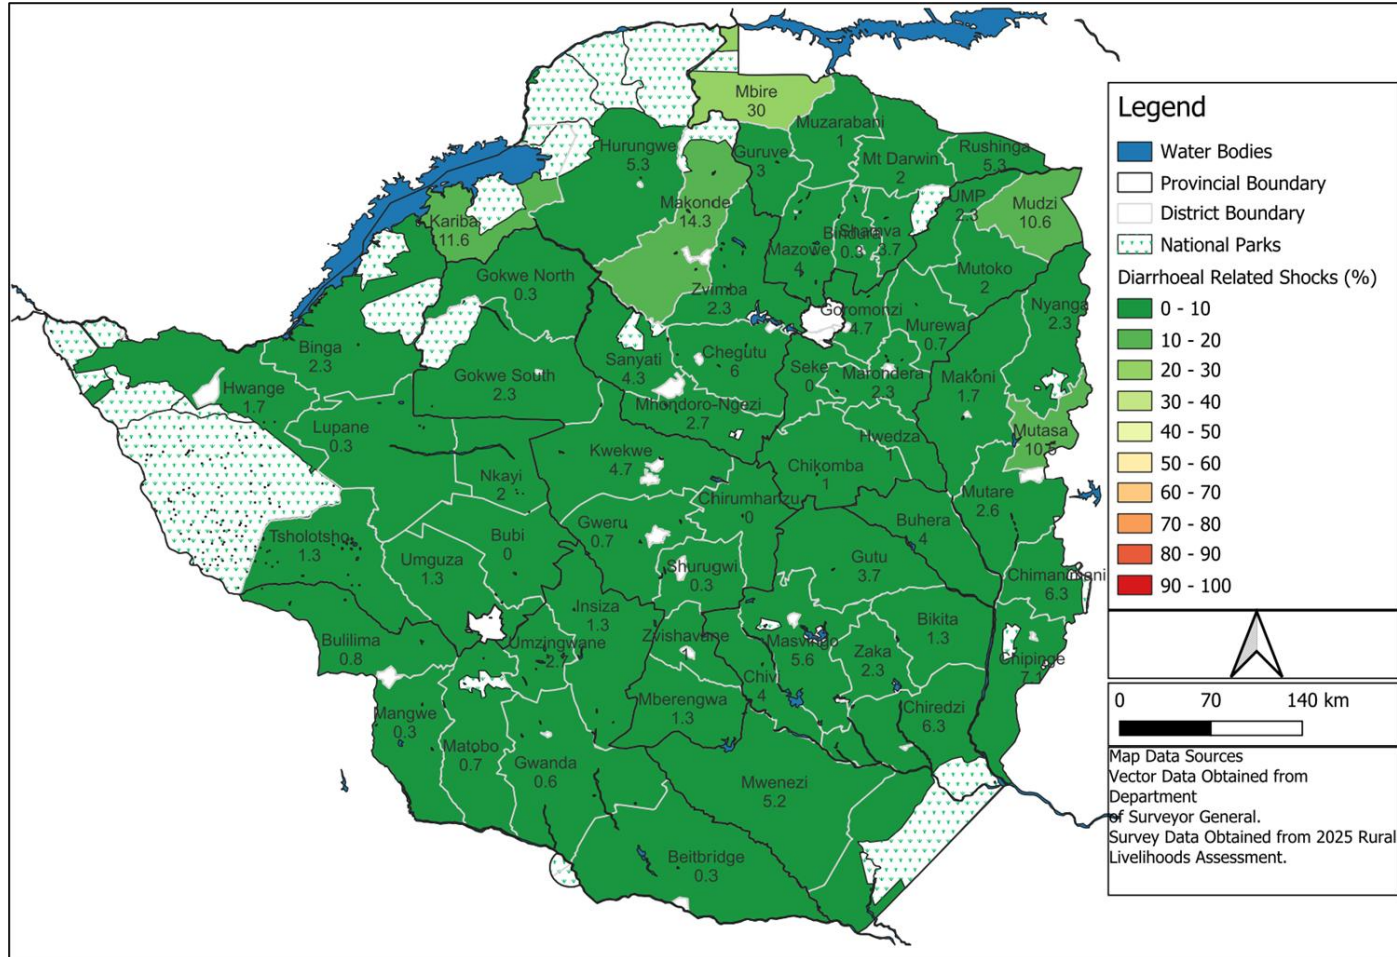 Mbire
30
Muzarabani
1
Hurungwe
5.3
Guruve
3
Mt Darwin
2
Rushinga
5.3
Makonde
14.3
UMP
2.3
Mudzi
10.6
Kariba
11.6
Mazowe
4
Bindura
0.3
Shamva
3.7
Mutoko
2
Gokwe North
0.3
Zvimba
2.3
Goromonzi
4.7
Murewa
0.7
Nyanga
2.3
Binga
2.3
Hwange
1.7
Gokwe South
2.3
Sanyati
4.3
Chegutu
6
Seke
0
Marondera
2.3
Makoni
1.7
Mhondoro-Ngezi
2.7
Lupane
0.3
Hwedza
1
Mutasa
Kwekwe
4.7
Chikomba
1
Nkayi
2
Chirumhanzu
0
Mutare
2.6
Tsholotsho
1.3
Umguza
1.3
Bubi
0
Gweru
0.7
Buhera
4
Shurugwi
0.3
Gutu
3.7
Chimanimani
6.3
Insiza
1.3
Bikita
1.3
Bulilima
0.8
Umzingwane
Zvishavane
Masvingo
5.6
Zaka
2.3
Chipinge
7.1
Chivi
4
Mberengwa
1.3
Chiredzi
6.3
Mangwe
0.3
Matobo
0.7
Gwanda
0.6
Mwenezi
5.2
Beitbridge
0.3
Legend
Water Bodies
Provincial Boundary
District Boundary
National Parks
Diarrhoeal Related Shocks (%)
0 - 10
10 - 20
20 - 30
30 - 40
40 - 50
50 - 60
60 - 70
70 - 80
80 - 90
90 - 100
0 70 140 km
Map Data Sources
Vector Data Obtained from
Department
of Surveyor General.
Survey Data Obtained from 2025 Rural
Livelihoods Assessment.